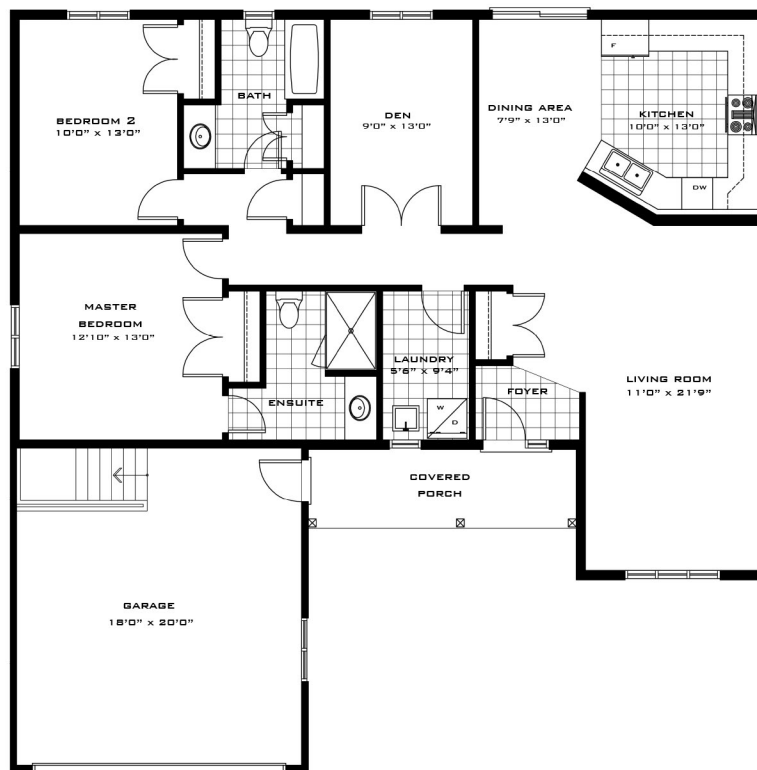 BATH
BEDROOM 2
10'0" x 13'0"
DEN
9'0" x 13'0"
DINING AREA
7'9" x 13'0"
F
KITCHEN
10'0" x 13'0"
DW
MASTER
BEDROOM
12'10" x 13'0"
ENSUITE
LAUNDRY
5'6" x 9'4"
W
D
FOYER
LIVING ROOM
11'0" x 21'9"
COVERED
PORCH
GARAGE
18'0" x 20'0"